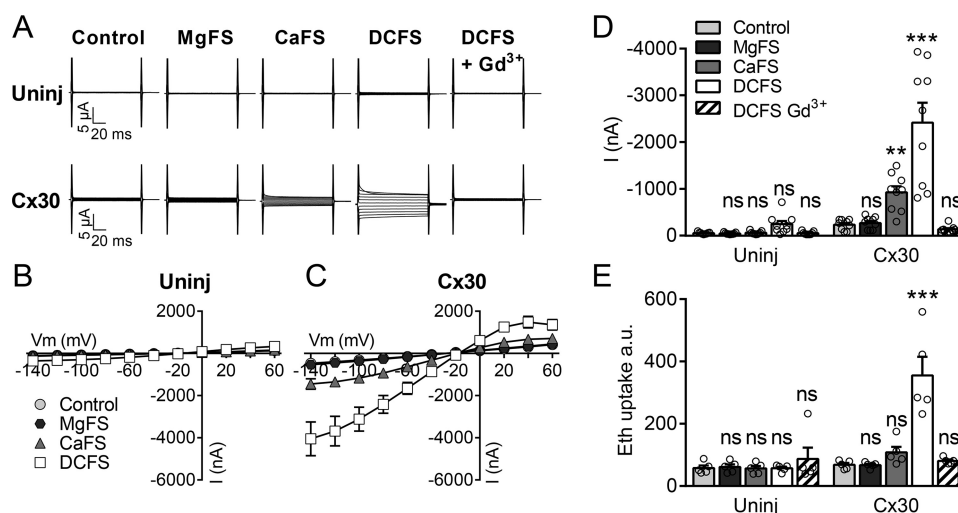 A
Control MgFS CaFS DCFS DCFS
+ Gd³⁺
Uninj
5 µA
20 ms
Cx30
5 µA
20 ms
B Uninj
2000
Vm (mV)
-140 -100 -60 -20 20 60
-2000
-4000
-6000
I (nA)
Control
MgFS
CaFS
DCFS
C Cx30
2000
Vm (mV)
-140 -100 -60 -20 20 60
-2000
-4000
-6000
I (nA)
D
Control
MgFS
CaFS
DCFS
DCFS Gd³⁺
I (nA)
-4000
-3000
-2000
-1000
0
ns ns ns ns
ns ** *** ns
Uninj Cx30
E
Eth uptake a.u.
600
400
200
0
ns ns ns ns
ns ns *** ns
Uninj Cx30